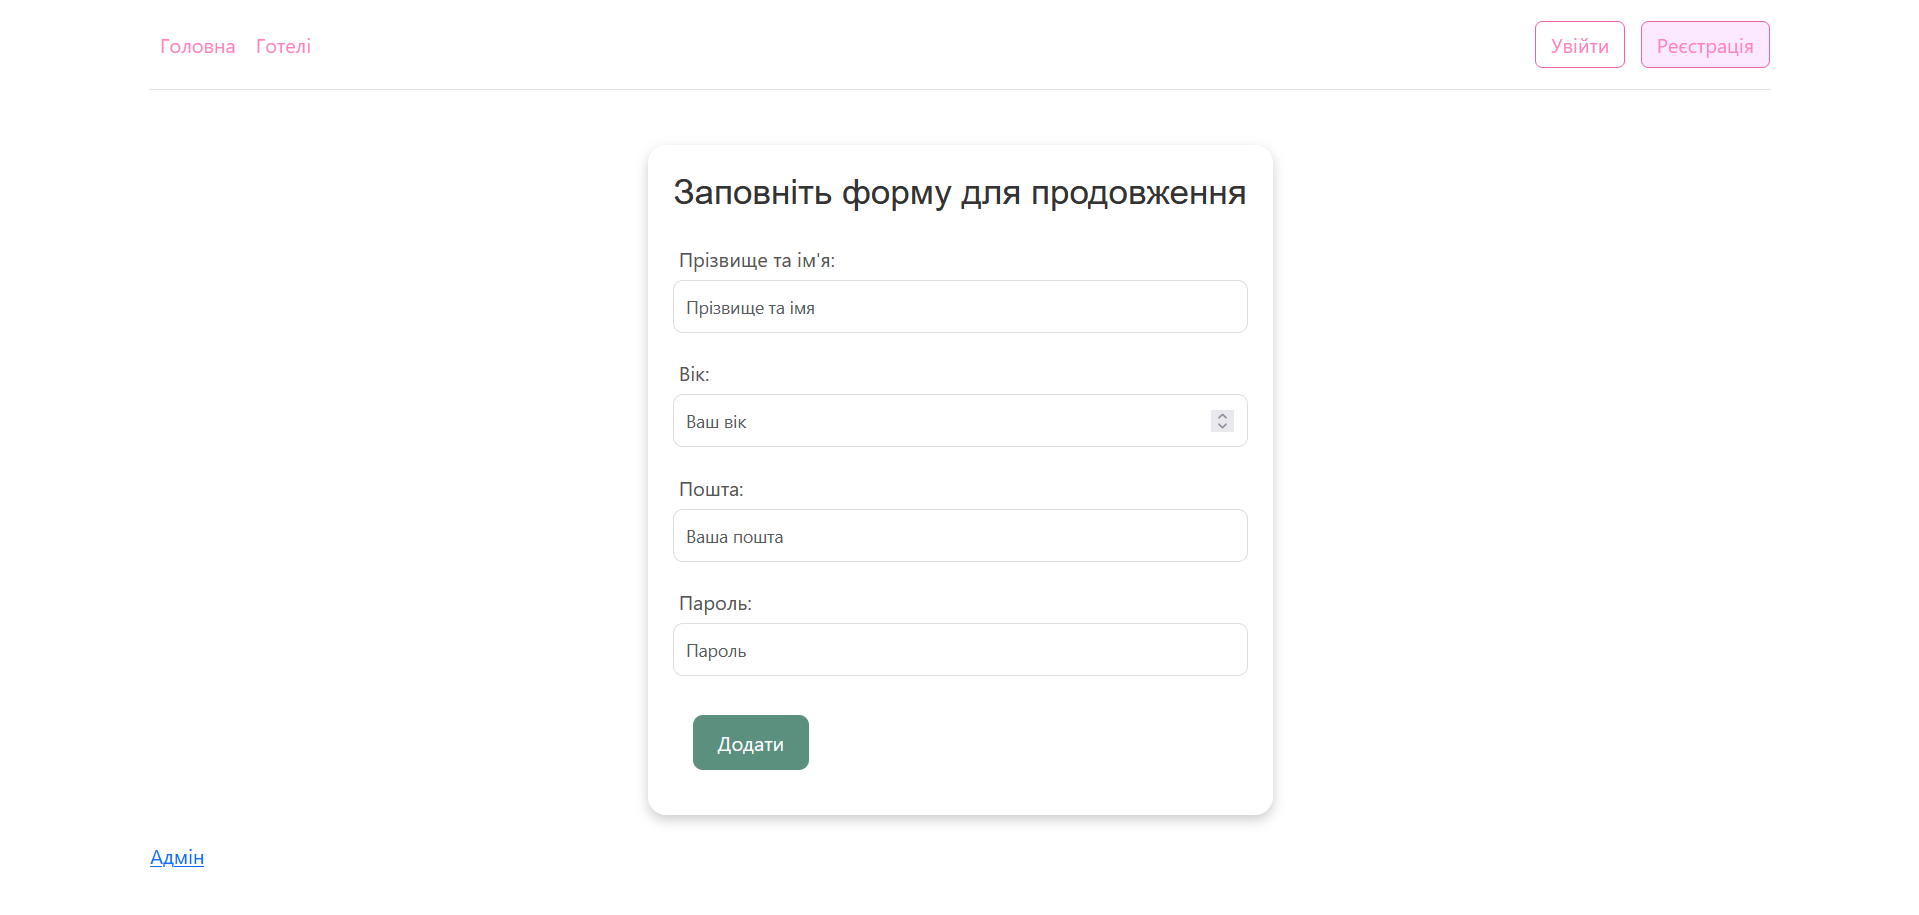 Головна Готелі Увійти Реєстрація
Заповніть форму для продовження
Прізвище та ім'я:
Прізвище та імя
Вік:
Ваш вік
Пошта:
Ваша пошта
Пароль:
Пароль
Додати
Адмін